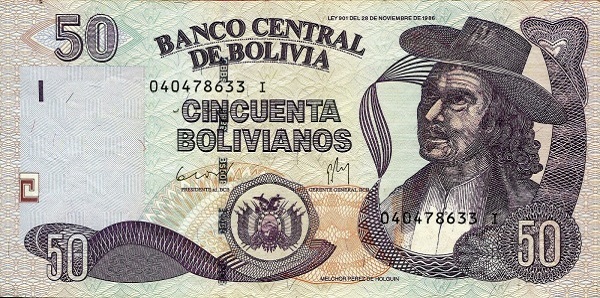 50
LEY 901 DEL 28 DE NOVIEMBRE DE 1986
BANCO CENTRAL
DE BOLIVIA
I
040478633 I
CINCUENTA
BOLIVIANOS
PRESIDENTE a.i. BCB
GERENTE GENERAL BCB
040478633 I
50
50
MELCHOR PEREZ DE HOLGUIN